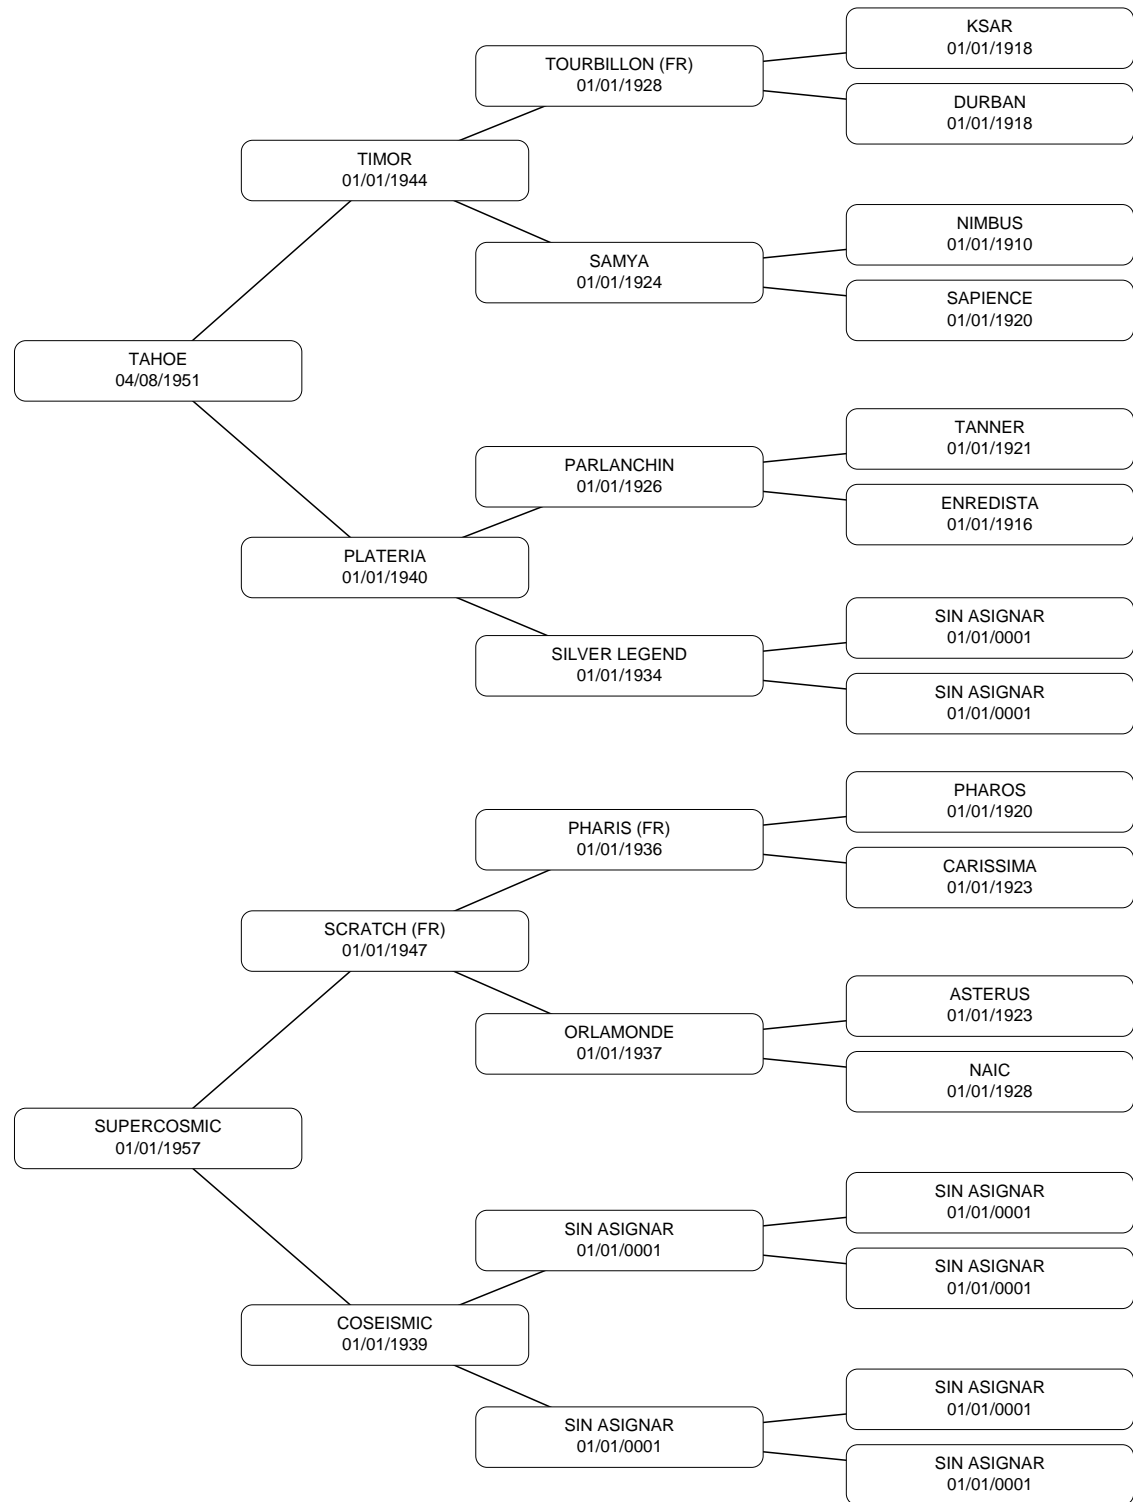 KSAR
01/01/1918
TOURBILLON (FR)
01/01/1928
DURBAN
01/01/1918
TIMOR
01/01/1944
NIMBUS
01/01/1910
SAMYA
01/01/1924
SAPIENCE
01/01/1920
TAHOE
04/08/1951
TANNER
01/01/1921
PARLANCHIN
01/01/1926
ENREDISTA
01/01/1916
PLATERIA
01/01/1940
SIN ASIGNAR
01/01/0001
SILVER LEGEND
01/01/1934
SIN ASIGNAR
01/01/0001
PHAROS
01/01/1920
PHARIS (FR)
01/01/1936
CARISSIMA
01/01/1923
SCRATCH (FR)
01/01/1947
ASTERUS
01/01/1923
ORLAMONDE
01/01/1937
NAIC
01/01/1928
SUPERCOSMIC
01/01/1957
SIN ASIGNAR
01/01/0001
SIN ASIGNAR
01/01/0001
SIN ASIGNAR
01/01/0001
COSEISMIC
01/01/1939
SIN ASIGNAR
01/01/0001
SIN ASIGNAR
01/01/0001
SIN ASIGNAR
01/01/0001